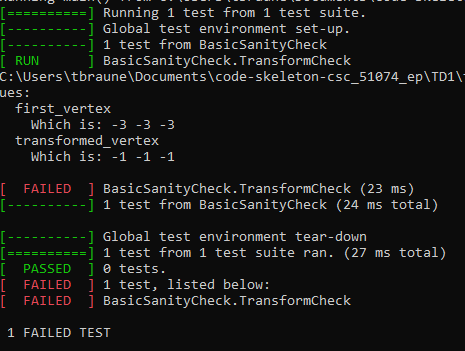 [==========] Running 1 test from 1 test suite.
[----------] Global test environment set-up.
[----------] 1 test from BasicSanityCheck
[ RUN      ] BasicSanityCheck.TransformCheck
C:\Users\tbraune\Documents\code-skeleton-csc_51074_ep\TD1\
ues:
  first_vertex
    Which is: -3 -3 -3
  transformed_vertex
    Which is: -1 -1 -1

[  FAILED  ] BasicSanityCheck.TransformCheck (23 ms)
[----------] 1 test from BasicSanityCheck (24 ms total)

[----------] Global test environment tear-down
[==========] 1 test from 1 test suite ran. (27 ms total)
[  PASSED  ] 0 tests.
[  FAILED  ] 1 test, listed below:
[  FAILED  ] BasicSanityCheck.TransformCheck

 1 FAILED TEST